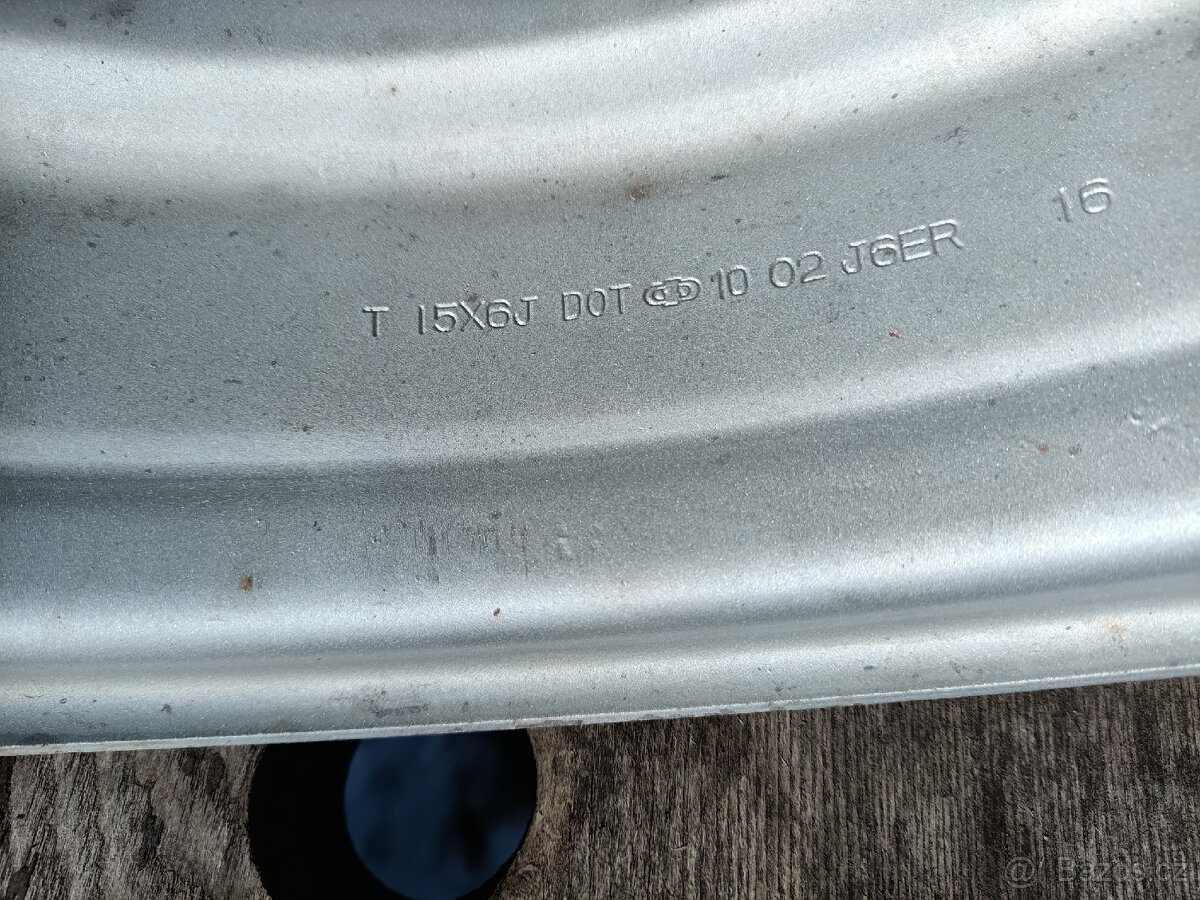 T 15X6J DOT 10 02 J6ER 16
@ Bazos.cz